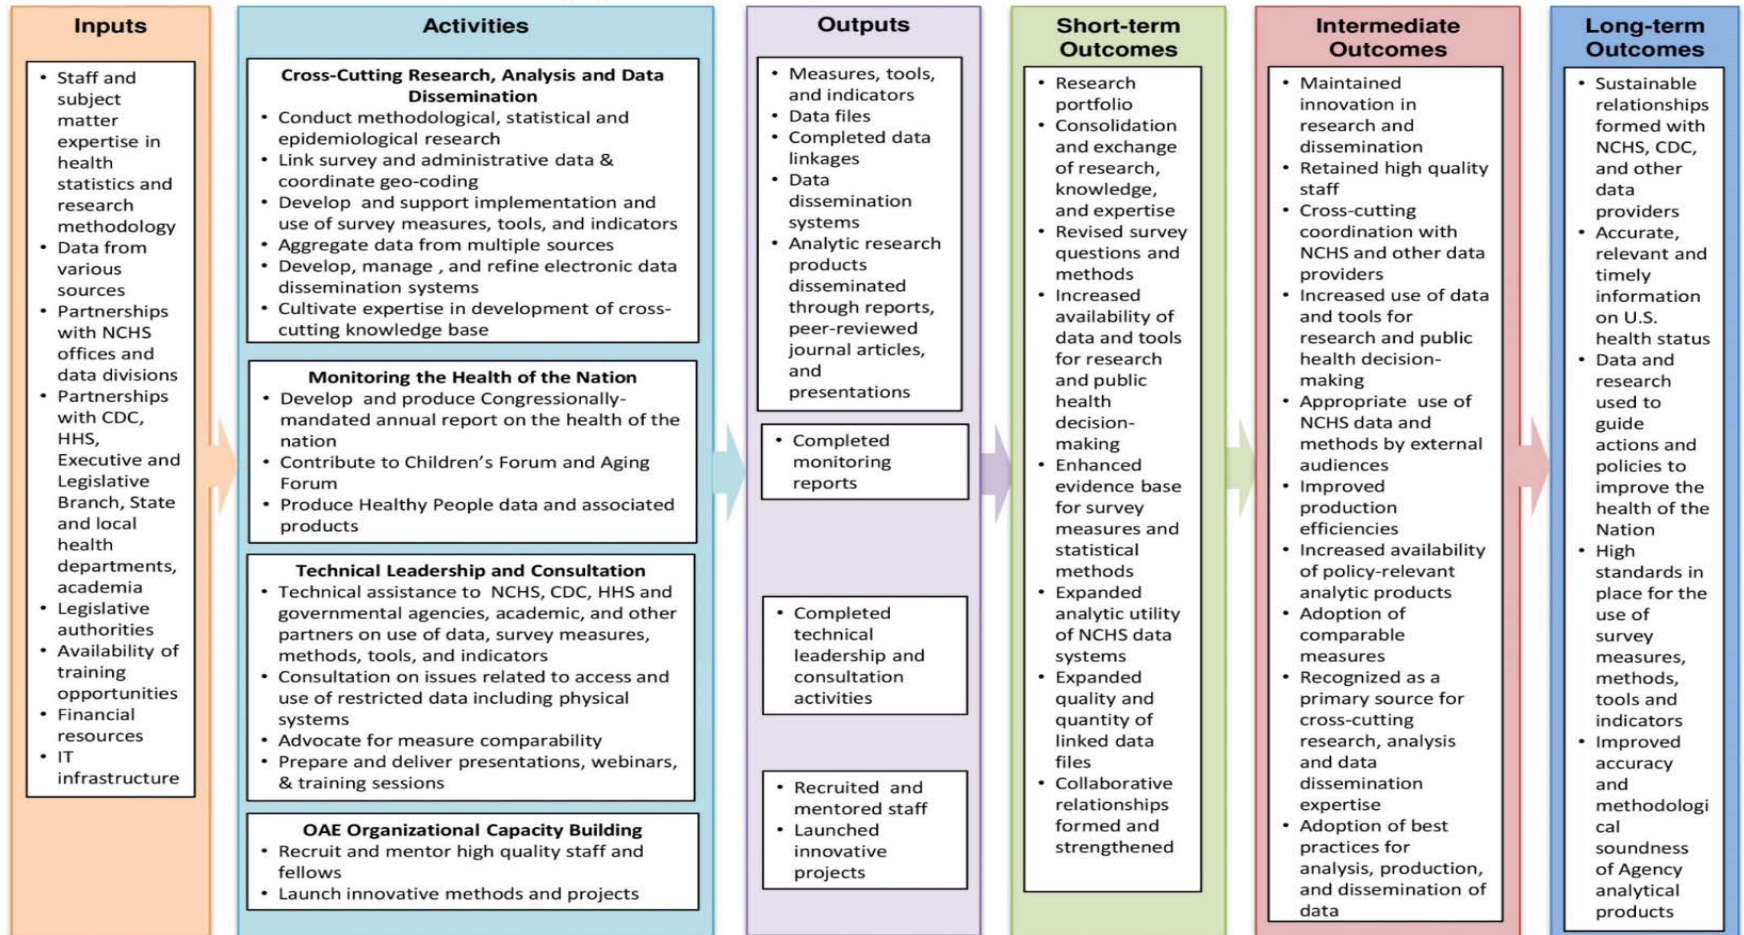 Inputs
• Staff and
subject
matter
expertise in
health
statistics and
research
methodology
• Data from
various
sources
• Partnerships
with NCHS
offices and
data divisions
• Partnerships
with CDC,
HHS,
Executive and
Legislative
Branch, State
and local
health
departments,
academia
• Legislative
authorities
• Availability of
training
opportunities
• Financial
resources
• IT
infrastructure
Activities
Cross-Cutting Research, Analysis and Data
Dissemination
• Conduct methodological, statistical and
epidemiological research
• Link survey and administrative data &
coordinate geo-coding
• Develop and support implementation and
use of survey measures, tools, and indicators
• Aggregate data from multiple sources
• Develop, manage , and refine electronic data
dissemination systems
• Cultivate expertise in development of cross-
cutting knowledge base
Monitoring the Health of the Nation
• Develop and produce Congressionally-
mandated annual report on the health of the
nation
• Contribute to Children's Forum and Aging
Forum
• Produce Healthy People data and associated
products
Technical Leadership and Consultation
• Technical assistance to NCHS, CDC, HHS and
governmental agencies, academic, and other
partners on use of data, survey measures,
methods, tools, and indicators
• Consultation on issues related to access and
use of restricted data including physical
systems
• Advocate for measure comparability
• Prepare and deliver presentations, webinars,
& training sessions
OAE Organizational Capacity Building
• Recruit and mentor high quality staff and
fellows
• Launch innovative methods and projects
Outputs
• Measures, tools,
and indicators
• Data files
• Completed data
linkages
• Data
dissemination
systems
• Analytic research
products
disseminated
through reports,
peer-reviewed
journal articles,
and
presentations
• Completed
monitoring
reports
• Completed
technical
leadership and
consultation
activities
• Recruited and
mentored staff
• Launched
innovative
projects
Short-term
Outcomes
• Research
portfolio
• Consolidation
and exchange
of research,
knowledge,
and expertise
• Revised survey
questions and
methods
• Increased
availability of
data and tools
for research
and public
health
decision-
making
• Enhanced
evidence base
for survey
measures and
statistical
methods
• Expanded
analytic utility
of NCHS data
systems
• Expanded
quality and
quantity of
linked data
files
• Collaborative
relationships
formed and
strengthened
Intermediate
Outcomes
• Maintained
innovation in
research and
dissemination
• Retained high quality
staff
• Cross-cutting
coordination with
NCHS and other data
providers
• Increased use of data
and tools for
research and public
health decision-
making
• Appropriate use of
NCHS data and
methods by external
audiences
• Improved
production
efficiencies
• Increased availability
of policy-relevant
analytic products
• Adoption of
comparable
measures
• Recognized as a
primary source for
cross-cutting
research, analysis
and data
dissemination
expertise
• Adoption of best
practices for
analysis, production,
and dissemination of
data
Long-term
Outcomes
• Sustainable
relationships
formed with
NCHS, CDC,
and other
data
providers
• Accurate,
relevant and
timely
information
on U.S.
health status
• Data and
research
used to
guide
actions and
policies to
improve the
health of the
Nation
• High
standards in
place for the
use of
survey
measures,
methods,
tools and
indicators
• Improved
accuracy
and
methodologi
cal
soundness
of Agency
analytical
products